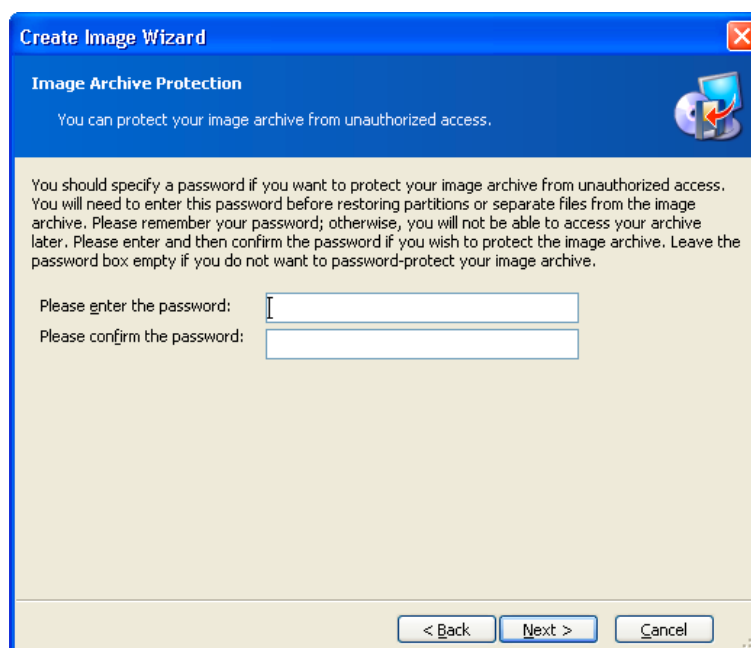 Create Image Wizard
Image Archive Protection
You can protect your image archive from unauthorized access.
You should specify a password if you want to protect your image archive from unauthorized access.
You will need to enter this password before restoring partitions or separate files from the image
archive. Please remember your password; otherwise, you will not be able to access your archive
later. Please enter and then confirm the password if you wish to protect the image archive. Leave the
password box empty if you do not want to password-protect your image archive.
Please enter the password:
Please confirm the password:
< Back Next > Cancel